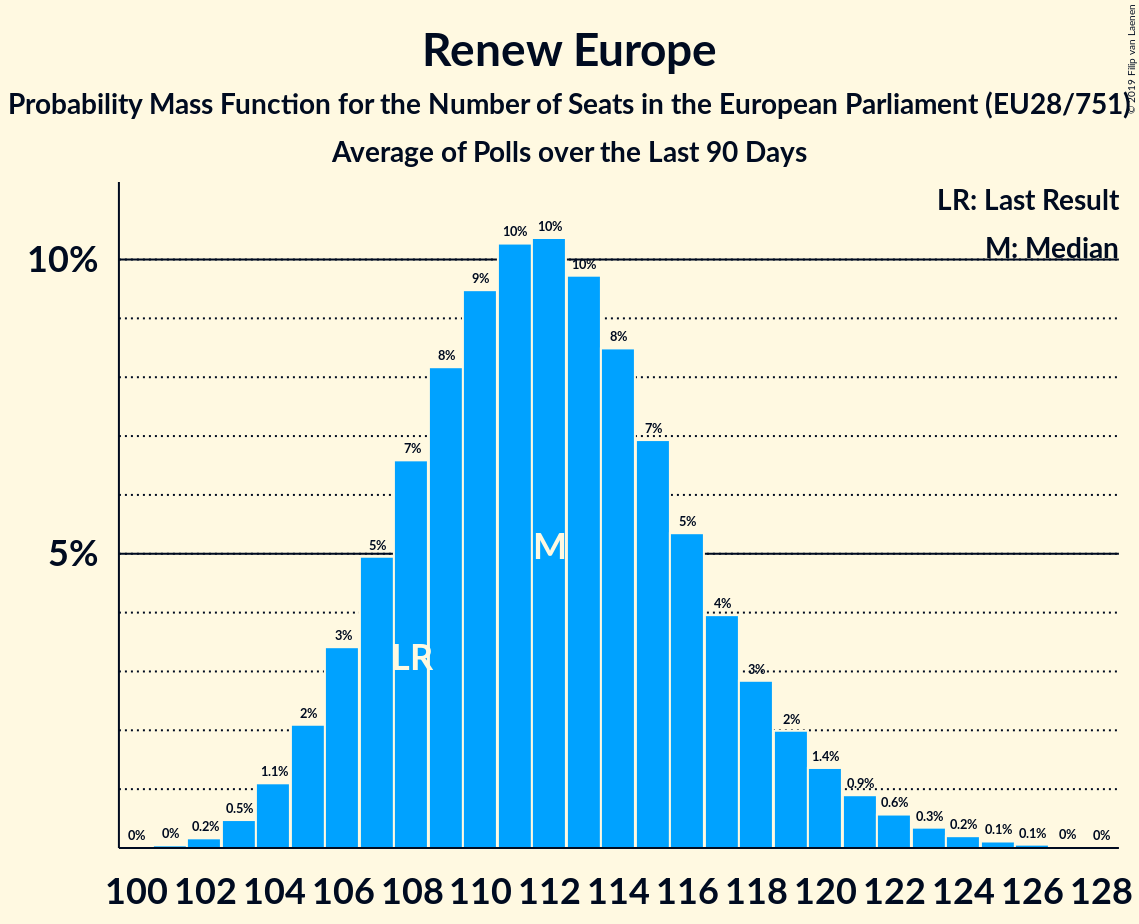 Renew Europe
Probability Mass Function for the Number of Seats in the European Parliament (EU28/751)
Average of Polls over the Last 90 Days
© 2019 Filip van Laenen
LR: Last Result
M: Median
10%
5%
0% 0% 0.2% 0.5% 1.1% 2% 3% 5% 7% 8% 9% 10% 10% 10% 8% 7% 5% 4% 3% 2% 1.4% 0.9% 0.6% 0.3% 0.2% 0.1% 0.1% 0% 0%
M
LR
100 102 104 106 108 110 112 114 116 118 120 122 124 126 128